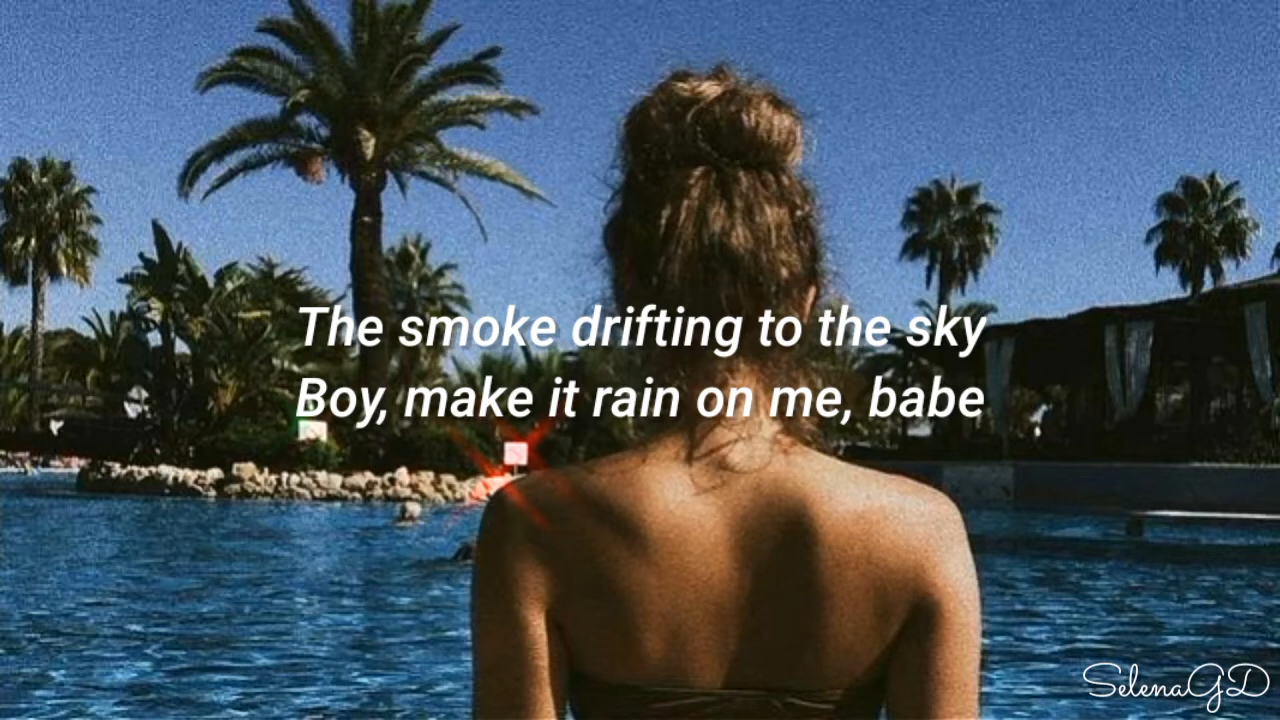 The smoke drifting to the sky
Boy, make it rain on me, babe
SelenaGD